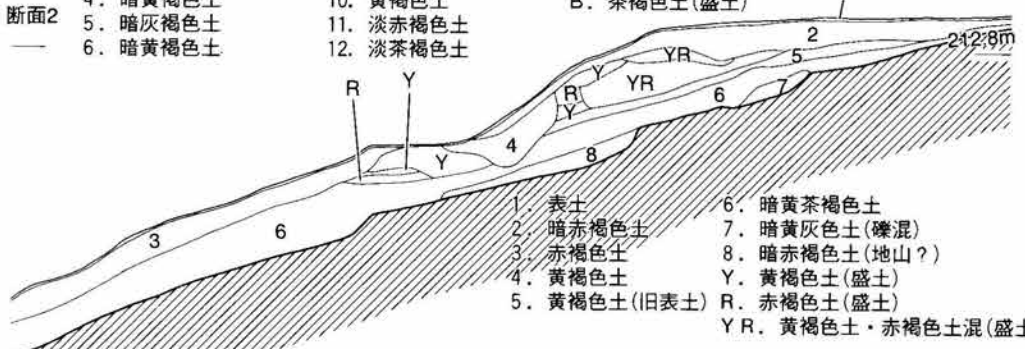 4．暗黄褐色土　10．黄褐色土　B．茶褐色土(盛土)
断面2　5．暗灰褐色土　11．淡赤褐色土
6．暗黄褐色土　12．淡茶褐色土
2
212.8m
YR
Y
5
YR
R
Y
7
6
R
Y
4
Y
8
3
6
1．表土　6．暗黄茶褐色土
2．暗赤褐色土　7．暗黄灰色土(礫混)
3．赤褐色土　8．暗赤褐色土(地山？)
4．黄褐色土　Y．黄褐色土(盛土)
5．黄褐色土(旧表土)　R．赤褐色土(盛土)
YR．黄褐色土・赤褐色土混(盛土